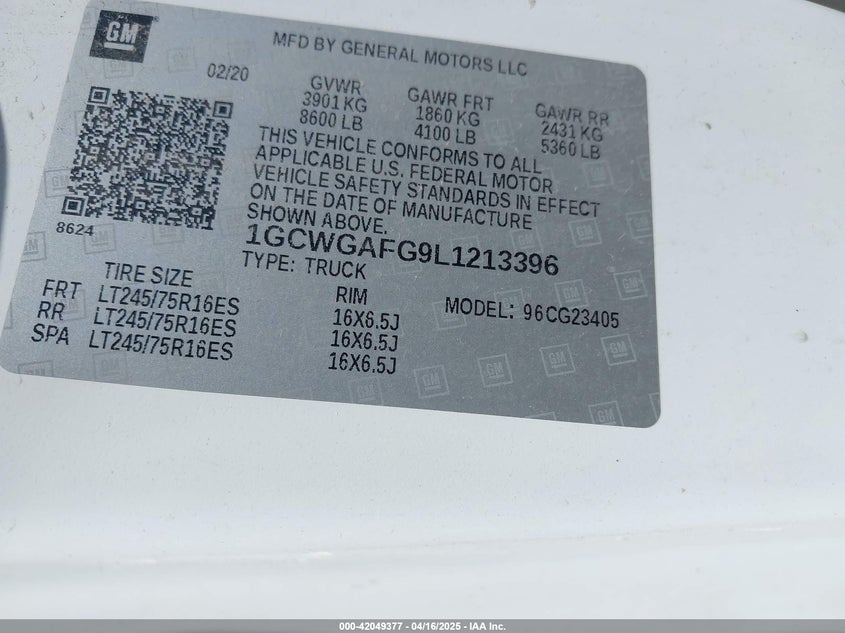 GM
MFD BY GENERAL MOTORS LLC
02/20
GVWR
3901 KG
8600 LB
GAWR FRT
1860 KG
4100 LB
GAWR RR
2431 KG
5360 LB
THIS VEHICLE CONFORMS TO ALL
APPLICABLE U.S. FEDERAL MOTOR
VEHICLE SAFETY STANDARDS IN EFFECT
ON THE DATE OF MANUFACTURE
SHOWN ABOVE.
8624
1GCWGAFG9L1213396
TYPE: TRUCK
MODEL: 96CG23405
TIRE SIZE RIM
FRT LT245/75R16ES 16X6.5J
RR LT245/75R16ES 16X6.5J
SPA LT245/75R16ES 16X6.5J
000-42049377 - 04/16/2025 - IAA Inc.